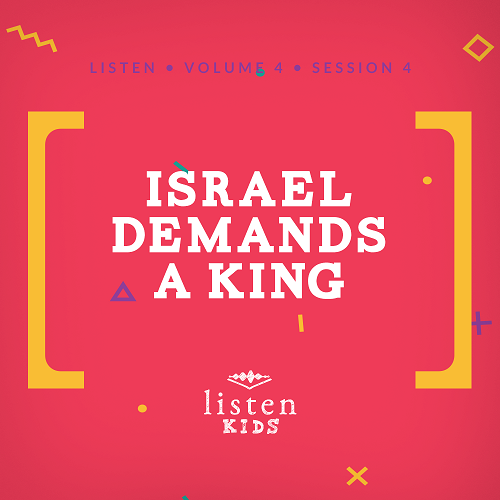 LISTEN • VOLUME 4 • SESSION 4
ISRAEL
DEMANDS
A KING
listen
KIDS